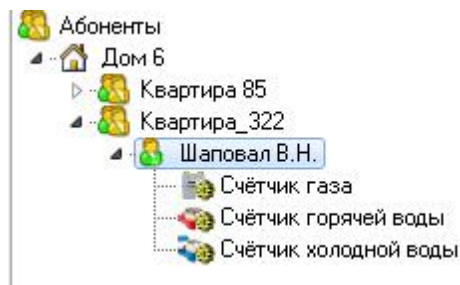 Абоненты
Дом 6
Квартира 85
Квартира_322
Шаповал В.Н.
Счётчик газа
Счётчик горячей воды
Счётчик холодной воды